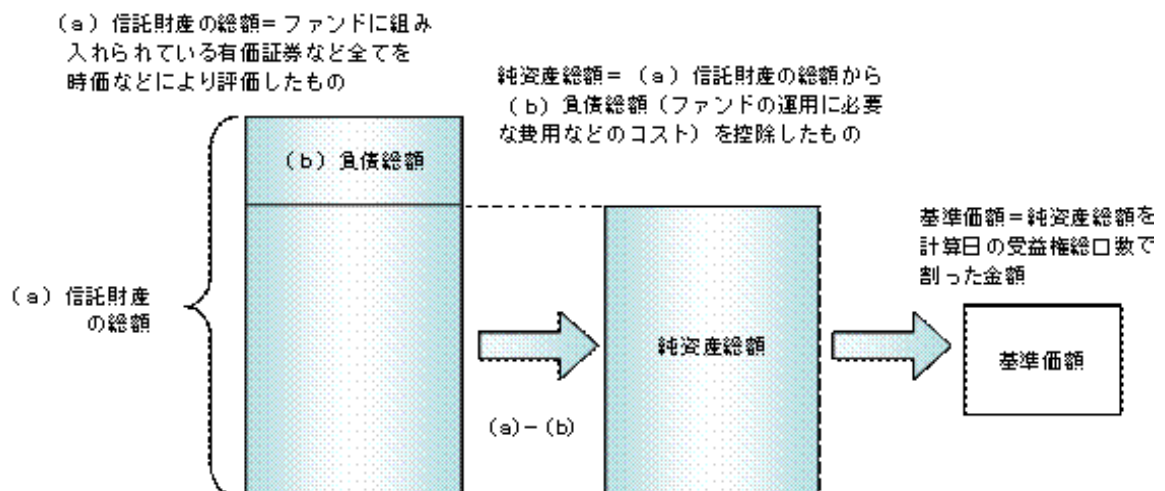 (a) 信託財産の総額=ファンドに組み
入れられている有価証券など全てを
時価などにより評価したもの
純資産総額=(a) 信託財産の総額から
(b) 負債総額(ファンドの運用に必要
な費用などのコスト)を控除したもの
(b) 負債総額
基準価額=純資産総額を
計算日の受益権総口数で
割った金額
(a) 信託財産
の総額
純資産総額
基準価額
(a)-(b)